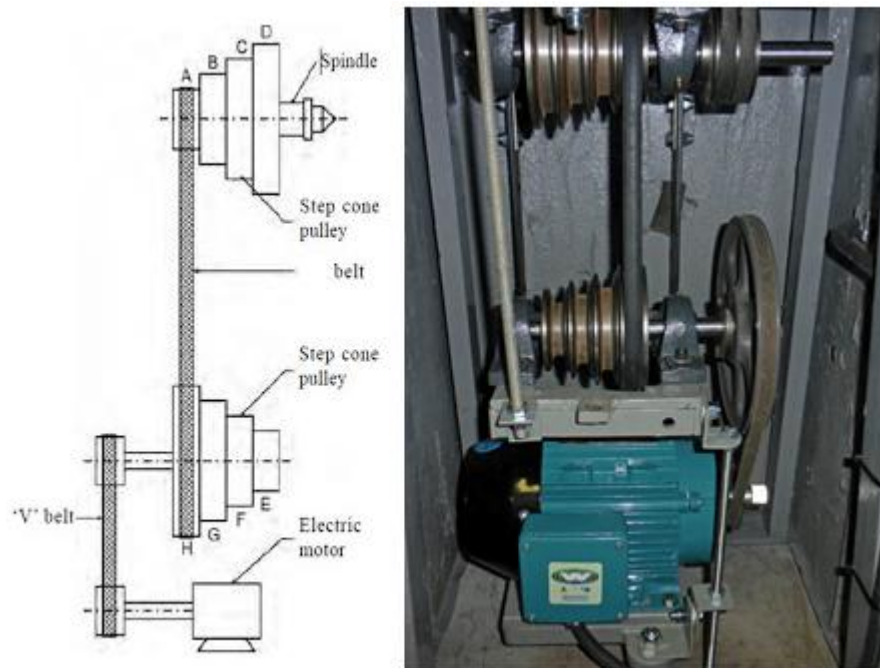 D
C
B
A
Spindle
Step cone
pulley
belt
Step cone
pulley
E
F
G
'V' belt
Electric
motor
H